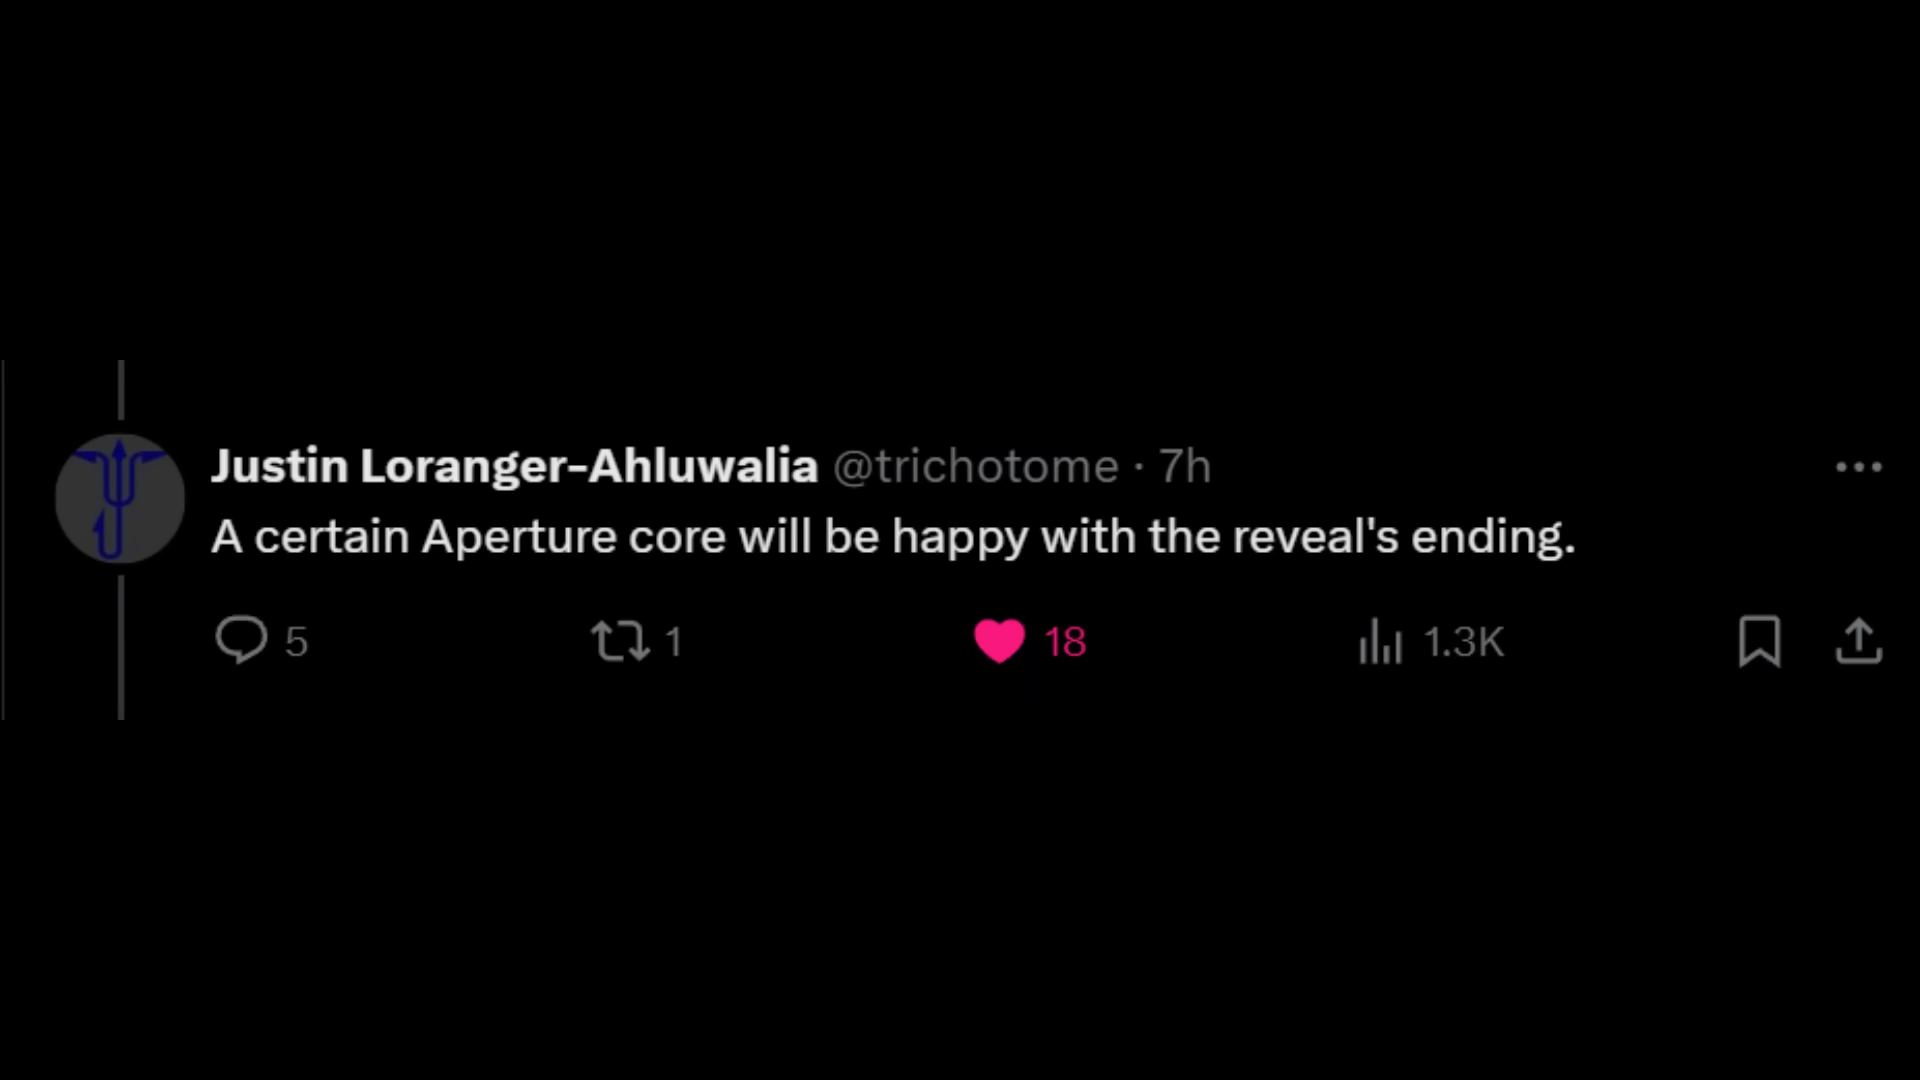 Justin Loranger-Ahluwalia @trichotome · 7h
A certain Aperture core will be happy with the reveal's ending.
5 1 18 1.3K